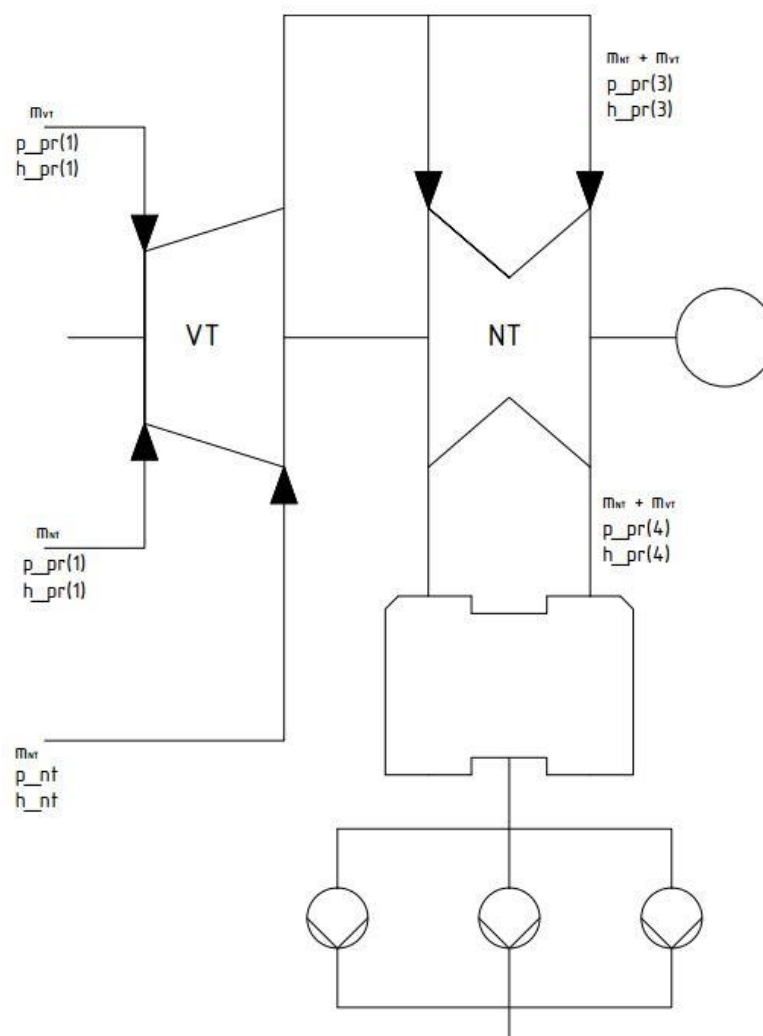 mNT + mVT
p_pr(3)
h_pr(3)
mVT
p_pr(1)
h_pr(1)
VT
NT
mNT
p_pr(1)
h_pr(1)
mNT + mVT
p_pr(4)
h_pr(4)
mNT
p_nt
h_nt